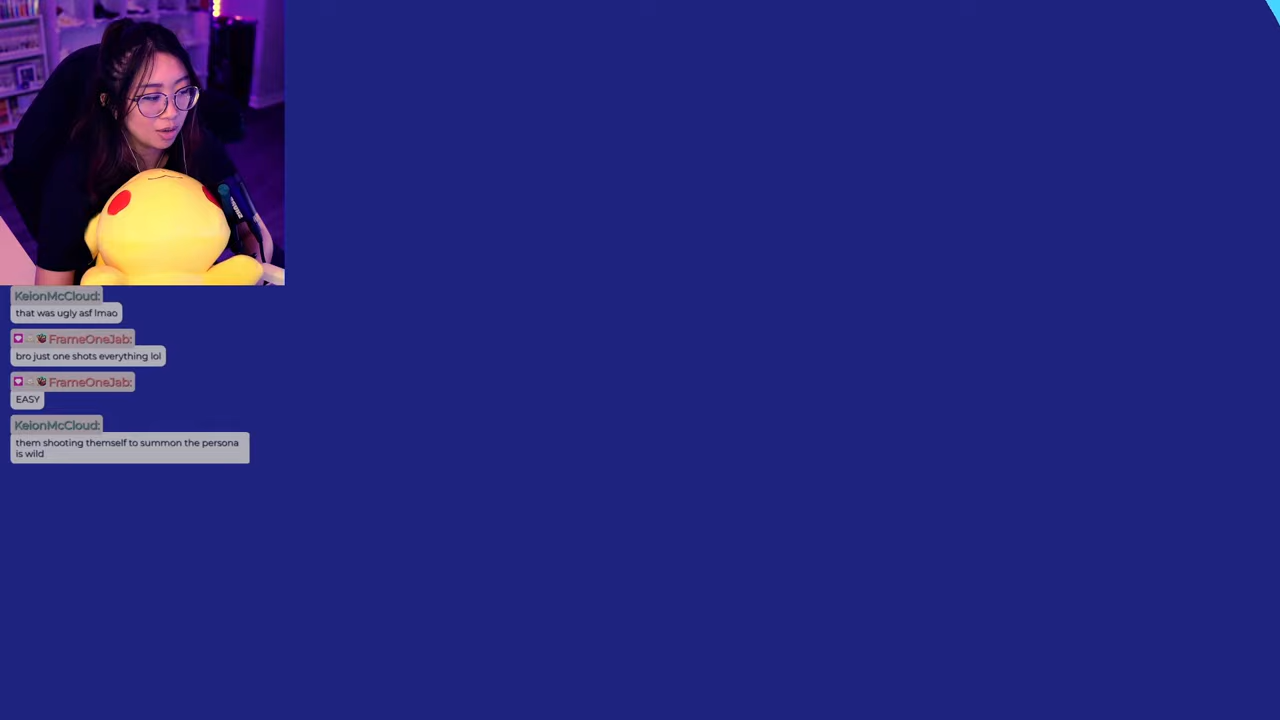 KeionMcCloud:
that was ugly asf lmao
FrameOneJab:
bro just one shots everything lol
FrameOneJab:
EASY
KeionMcCloud:
them shooting themself to summon the persona
is wild